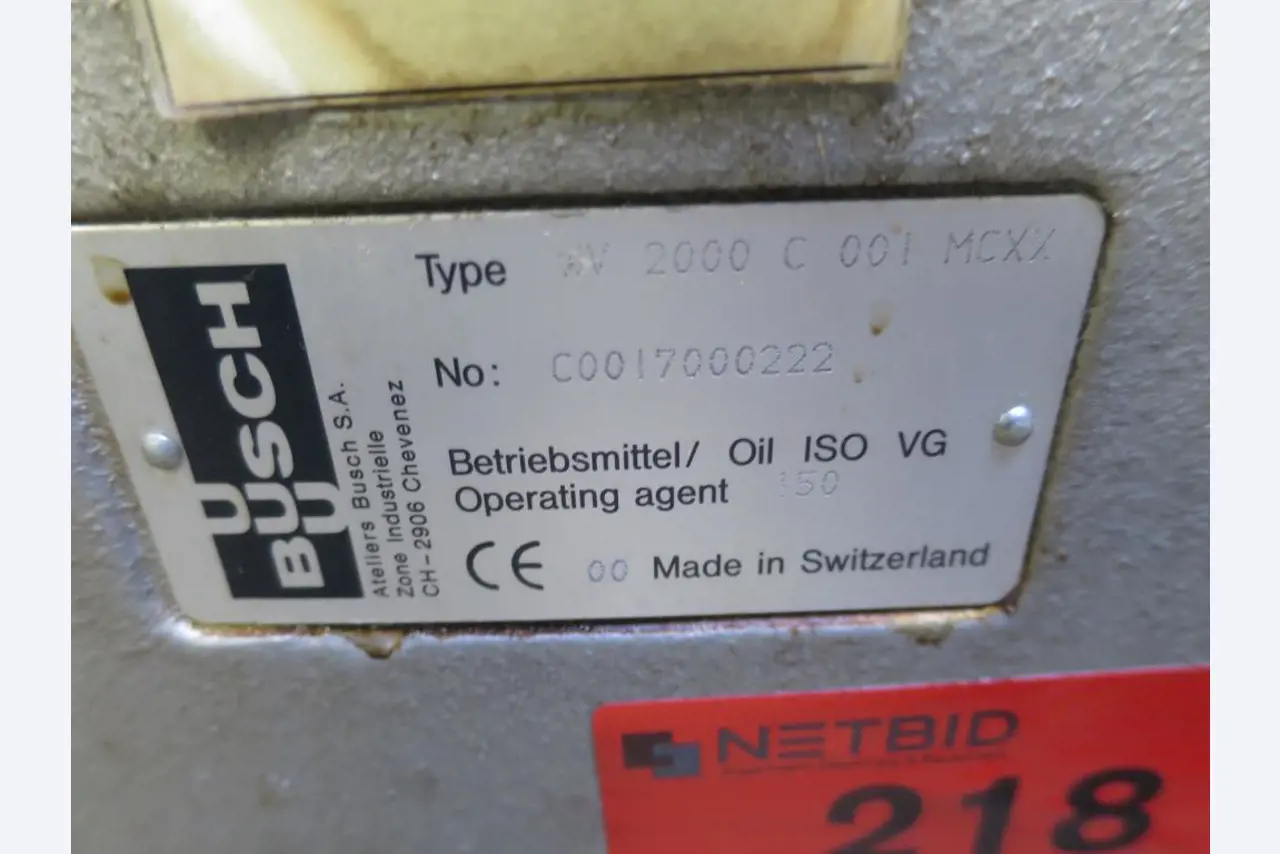 BUSCH
Ateliers Busch S.A.
Zone Industrielle
CH-2906 Chevenez
Type WV 2000 C 001 MCXX
No: C0017000222
Betriebsmittel/ Oil ISO VG
Operating agent 150
CE 00 Made in Switzerland
NETBID
218